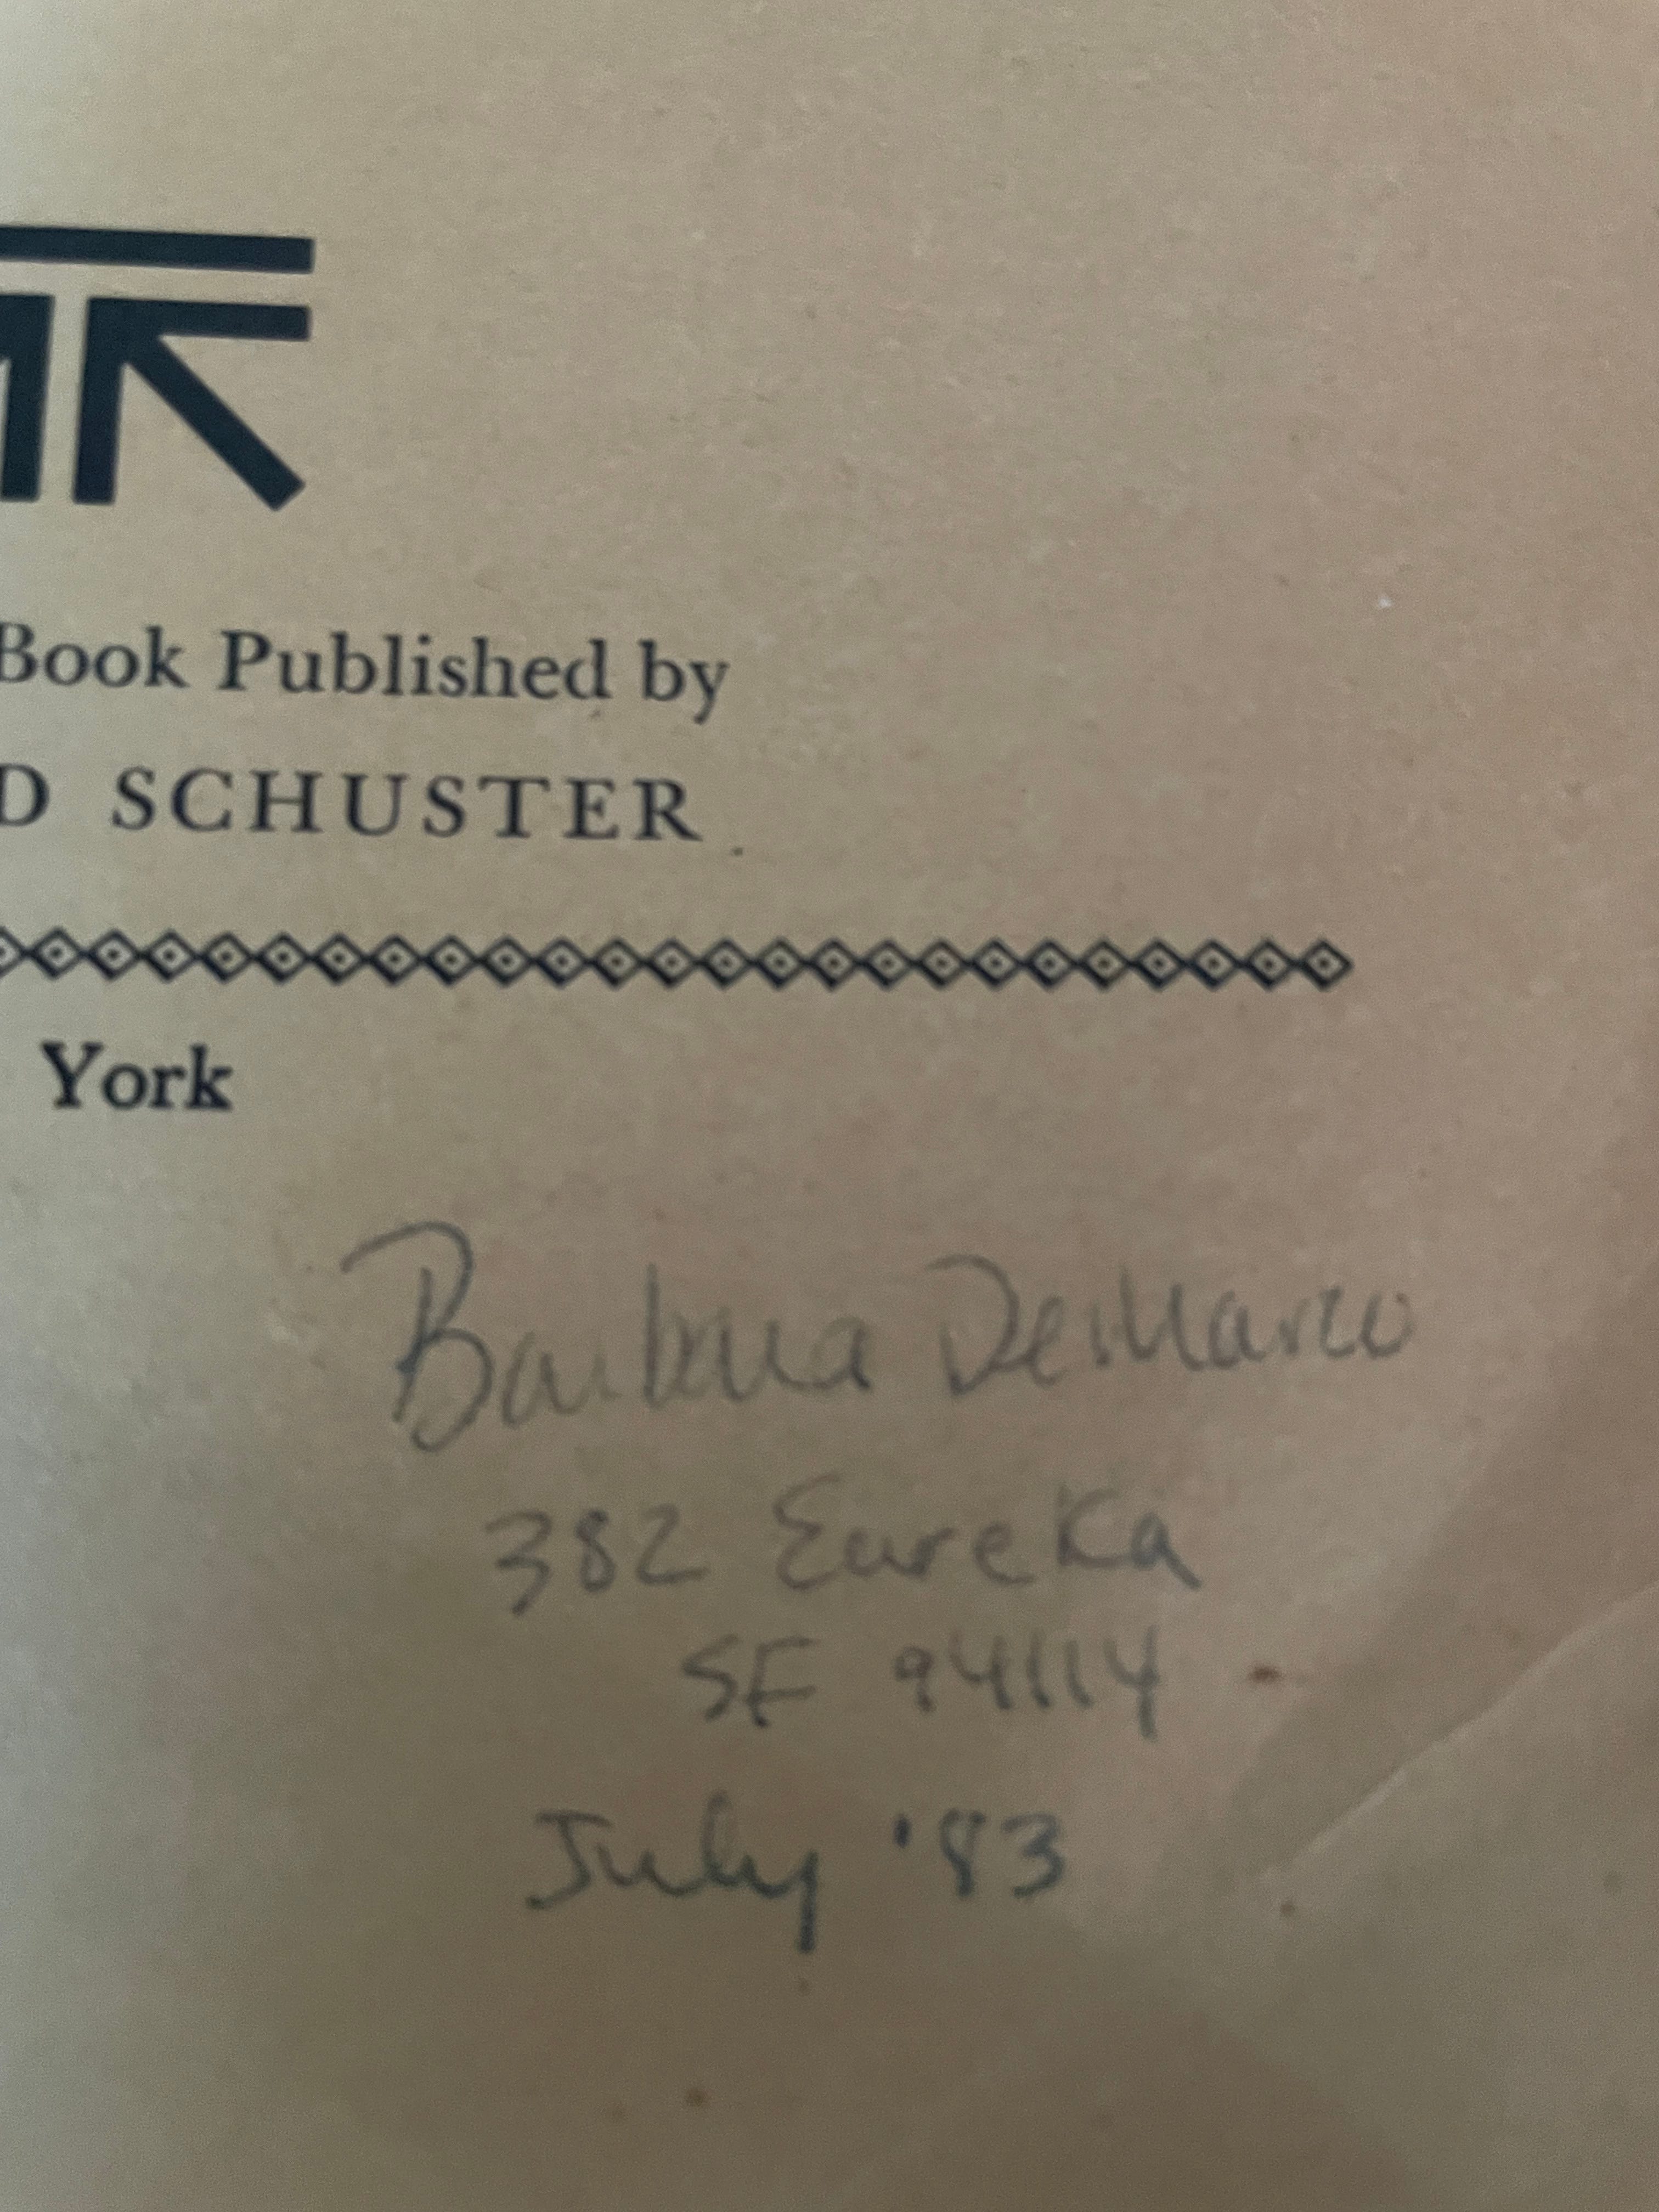 Book Published by
D SCHUSTER
York
Barbara DeMarco
382 Eureka
SF 94114
July '83